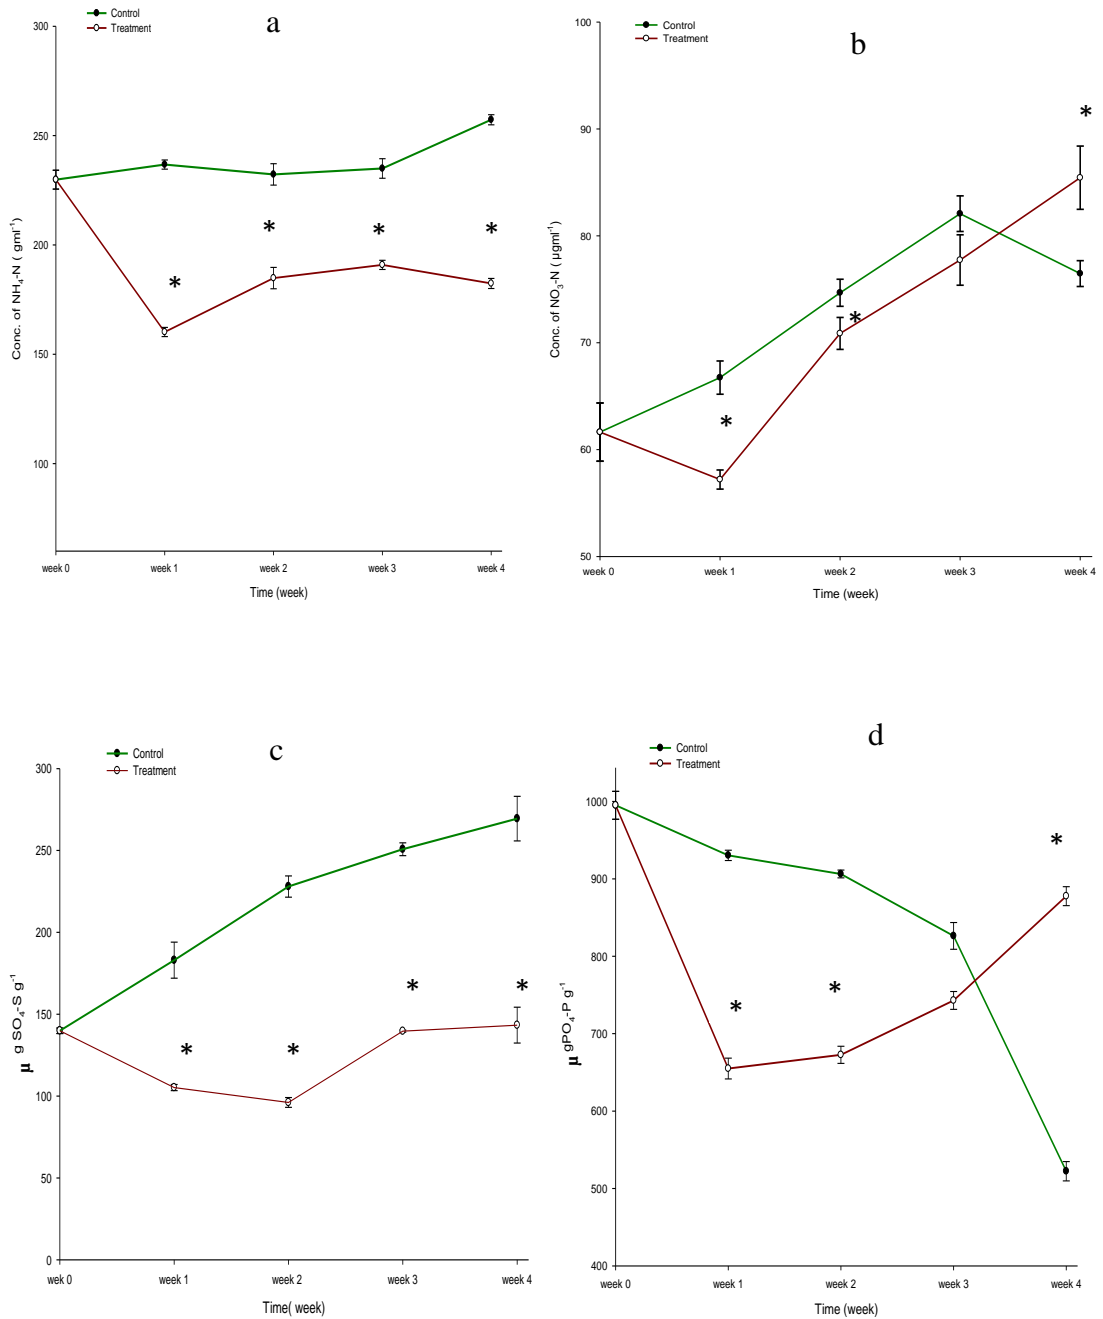 a
Control
Treatment
300
250
200
150
100
Conc. of NH4-N ( gml-1)
week 0 week 1 week 2 week 3 week 4
Time (week)
*
*
*
*
b
Control
Treatment
100
90
80
70
60
50
Conc. of NO3-N ( µgml-1)
week 0 week 1 week 2 week 3 week 4
Time (week)
*
*
*
c
Control
Treatment
300
250
200
150
100
50
0
µ g SO4-S g-1
wek 0 week 1 week 2 week 3 week 4
Time( week)
*
*
*
*
d
Control
Treatment
1000
900
800
700
600
500
400
µ gPO4-P g-1
week 0 week 1 week 2 week 3 week 4
Time (week)
*
*
*